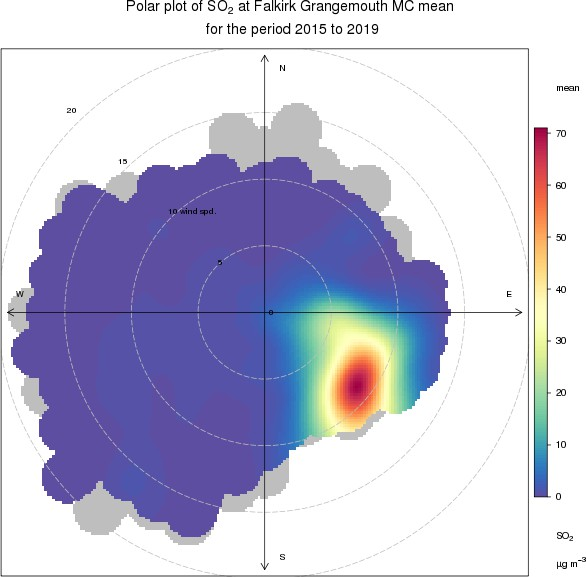 Polar plot of SO₂ at Falkirk Grangemouth MC mean
for the period 2015 to 2019
N
mean
20
15
10 wind spd.
5
0
W
E
S
70
60
50
40
30
20
10
0
SO₂
µg m⁻³